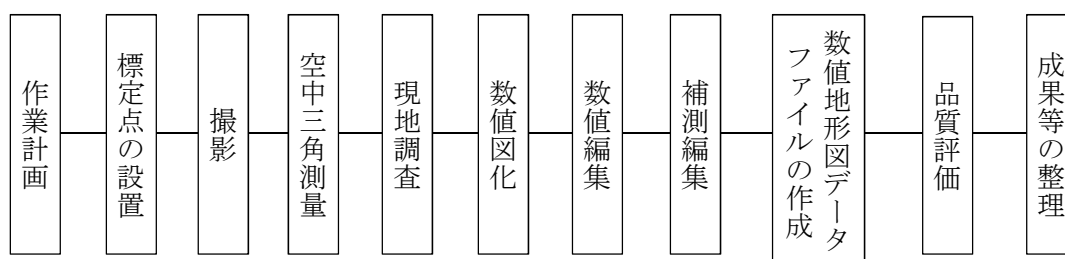 作業計画
標定点の設置
撮影
空中三角測量
現地調査
数値図化
数値編集
補測編集
数値地形図データ
ファイルの作成
品質評価
成果等の整理